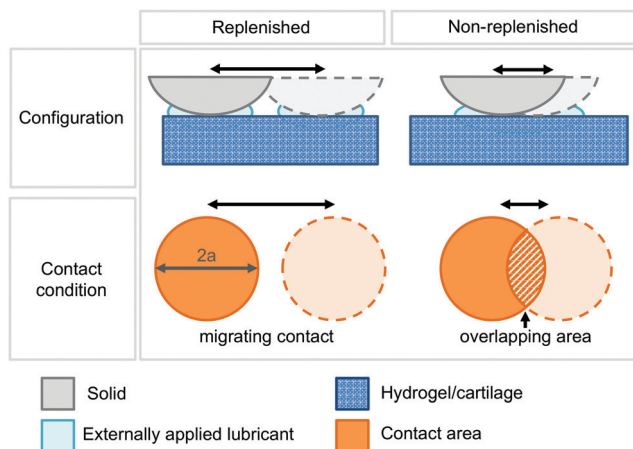 Replenished
Non-replenished
Configuration
Contact
condition
2a
migrating contact
overlapping area
Solid
Hydrogel/cartilage
Externally applied lubricant
Contact area